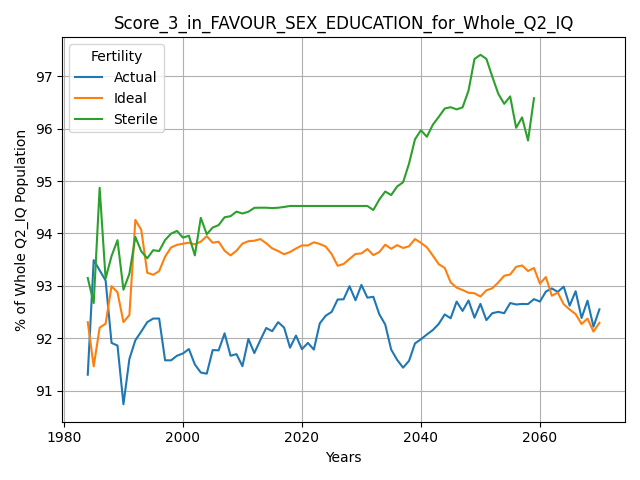 Score_3_in_FAVOUR_SEX_EDUCATION_for_Whole_Q2_IQ
Fertility
Actual
Ideal
Sterile
% of Whole Q2_IQ Population
97
96
95
94
93
92
91
1980
2000
2020
2040
2060
Years